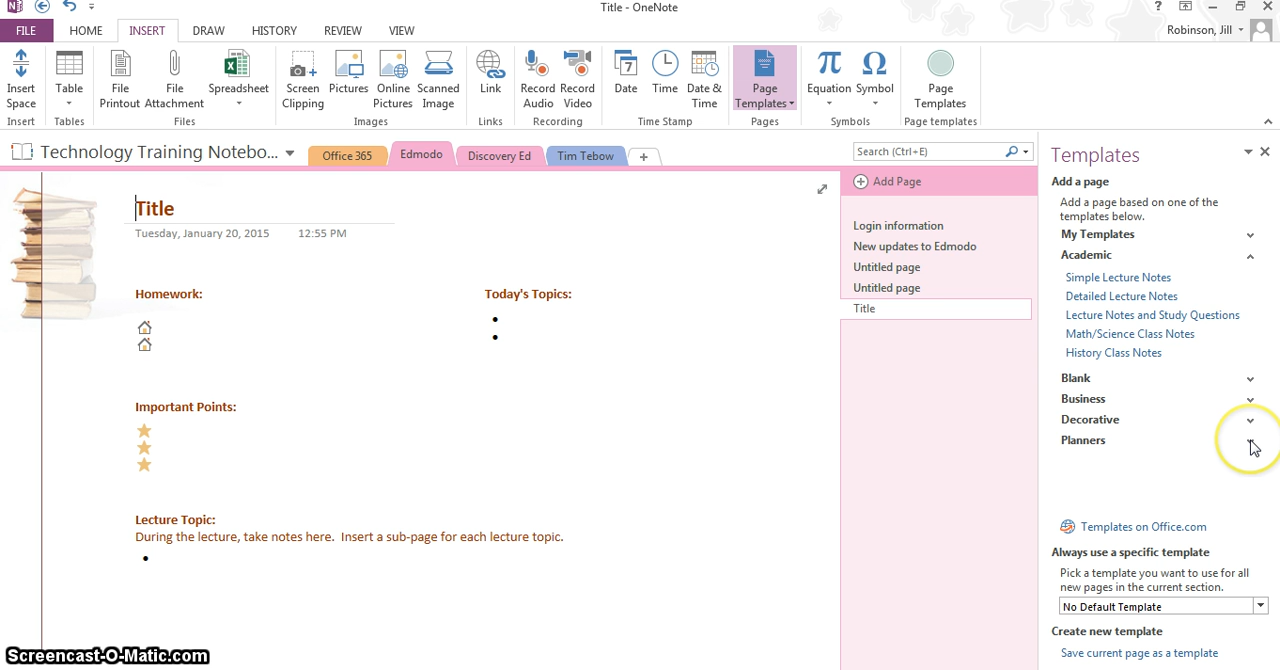 Title - OneNote
?
FILE
HOME
INSERT
DRAW
HISTORY
REVIEW
VIEW
Robinson, Jill
Insert Space
Table
File Printout
File Attachment
Spreadsheet
Screen Clipping
Pictures
Online Pictures
Scanned Image
Link
Record Audio
Record Video
Date
Time
Date & Time
Page Templates
Equation
Symbol
Page Templates
Insert
Tables
Files
Images
Links
Recording
Time Stamp
Pages
Symbols
Page templates
Technology Training Notebo...
Office 365
Edmodo
Discovery Ed
Tim Tebow
+
Search (Ctrl+E)
Title
Tuesday, January 20, 2015 12:55 PM
Homework:
Today's Topics:
Important Points:
Lecture Topic:
During the lecture, take notes here. Insert a sub-page for each lecture topic.
Add Page
Login information
New updates to Edmodo
Untitled page
Untitled page
Title
Templates
Add a page
Add a page based on one of the
templates below.
My Templates
Academic
Simple Lecture Notes
Detailed Lecture Notes
Lecture Notes and Study Questions
Math/Science Class Notes
History Class Notes
Blank
Business
Decorative
Planners
Templates on Office.com
Always use a specific template
Pick a template you want to use for all
new pages in the current section.
No Default Template
Create new template
Save current page as a template
Screencast-O-Matic.com